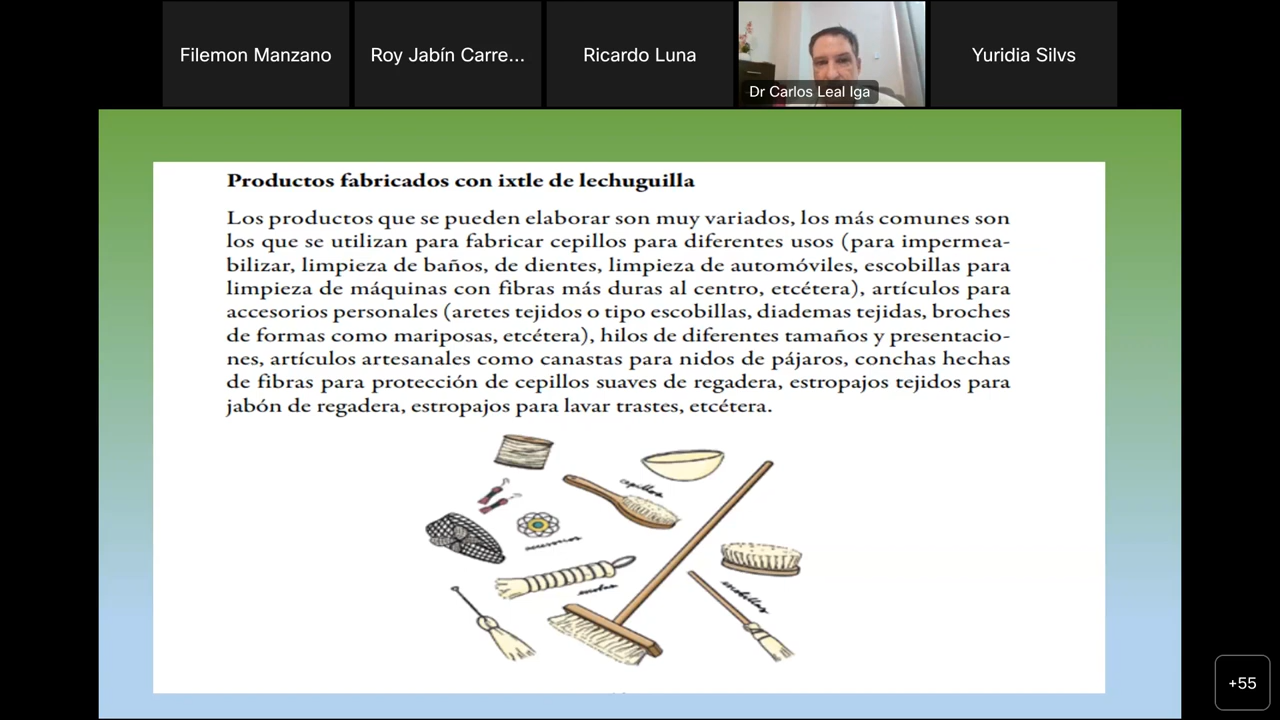 Filemon Manzano
Roy Jabín Carre...
Ricardo Luna
Dr Carlos Leal Iga
Yuridia Silvs
Productos fabricados con ixtle de lechuguilla
Los productos que se pueden elaborar son muy variados, los más comunes son
los que se utilizan para fabricar cepillos para diferentes usos (para impermea-
bilizar, limpieza de baños, de dientes, limpieza de automóviles, escobillas para
limpieza de máquinas con fibras más duras al centro, etcétera), artículos para
accesorios personales (aretes tejidos o tipo escobillas, diademas tejidas, broches
de formas como mariposas, etcétera), hilos de diferentes tamaños y presentacio-
nes, artículos artesanales como canastas para nidos de pájaros, conchas hechas
de fibras para protección de cepillos suaves de regadera, estropajos tejidos para
jabón de regadera, estropajos para lavar trastes, etcétera.
cepillos
accesorios
escobillas
+55